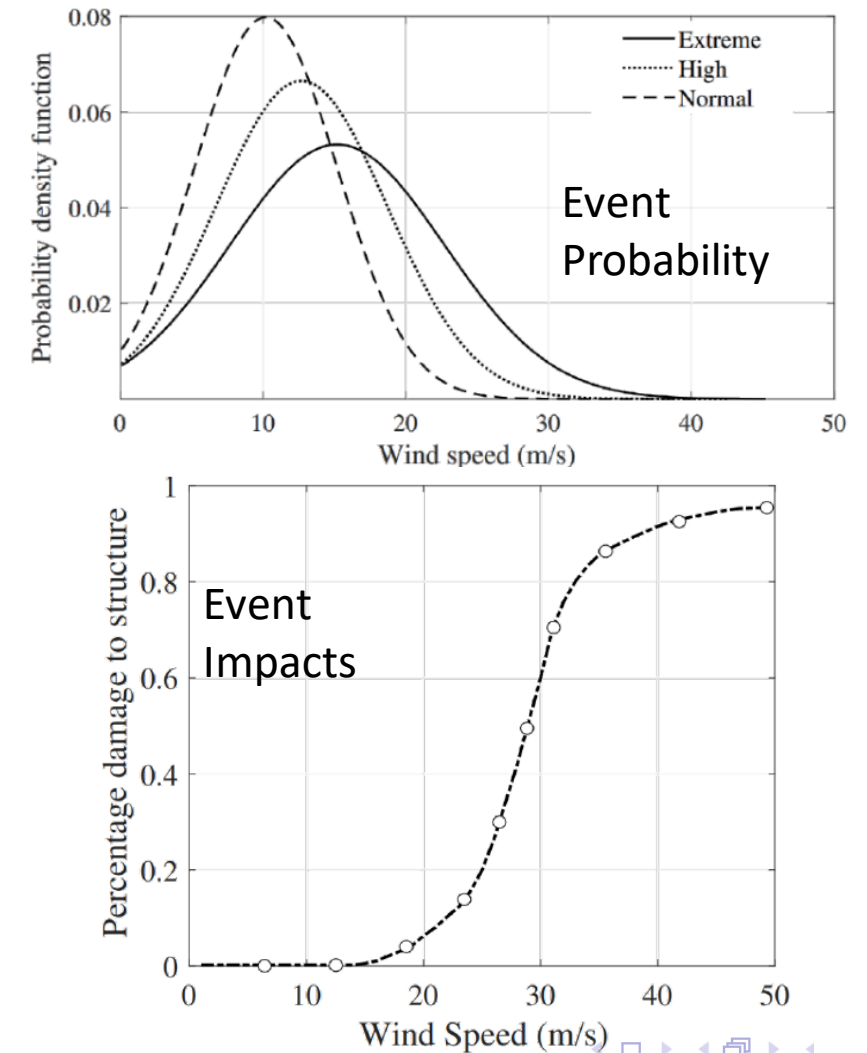 Probability density function
0.08
0.06
0.04
0.02
Extreme
High
Normal
Event
Probability
0 10 20 30 40 50
Wind speed (m/s)
Percentage damage to structure
1
0.8
0.6
0.4
0.2
0
Event
Impacts
0 10 20 30 40 50
Wind Speed (m/s)